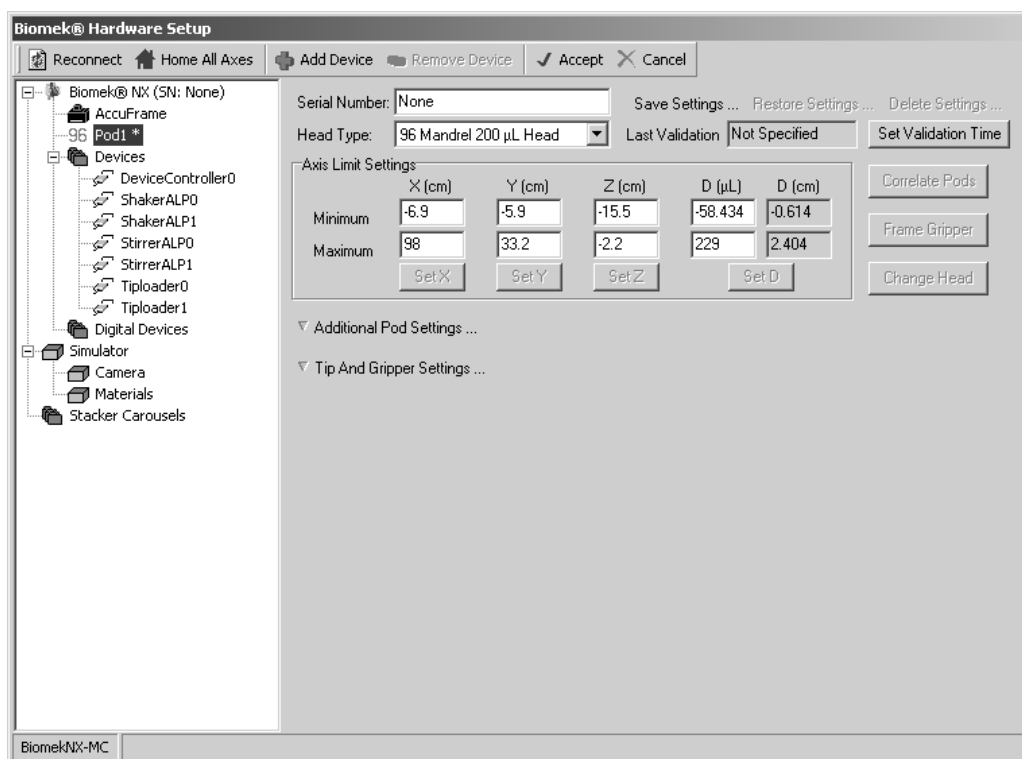 Biomek® Hardware Setup
Reconnect Home All Axes Add Device Remove Device Accept Cancel
Biomek® NX (SN: None)
AccuFrame
96 Pod1 *
Devices
DeviceController0
ShakerALP0
ShakerALP1
StirrerALP0
StirrerALP1
Tiploader0
Tiploader1
Digital Devices
Simulator
Camera
Materials
Stacker Carousels
Serial Number: None Save Settings ... Restore Settings ... Delete Settings ...
Head Type: 96 Mandrel 200 µL Head Last Validation Not Specified Set Validation Time
Axis Limit Settings
X (cm) Y (cm) Z (cm) D (µL) D (cm)
Minimum -6.9 -5.9 -15.5 -58.434 -0.614
Maximum 98 33.2 -2.2 229 2.404
Set X Set Y Set Z Set D
Correlate Pods
Frame Gripper
Change Head
Additional Pod Settings ...
Tip And Gripper Settings ...
BiomekNX-MC